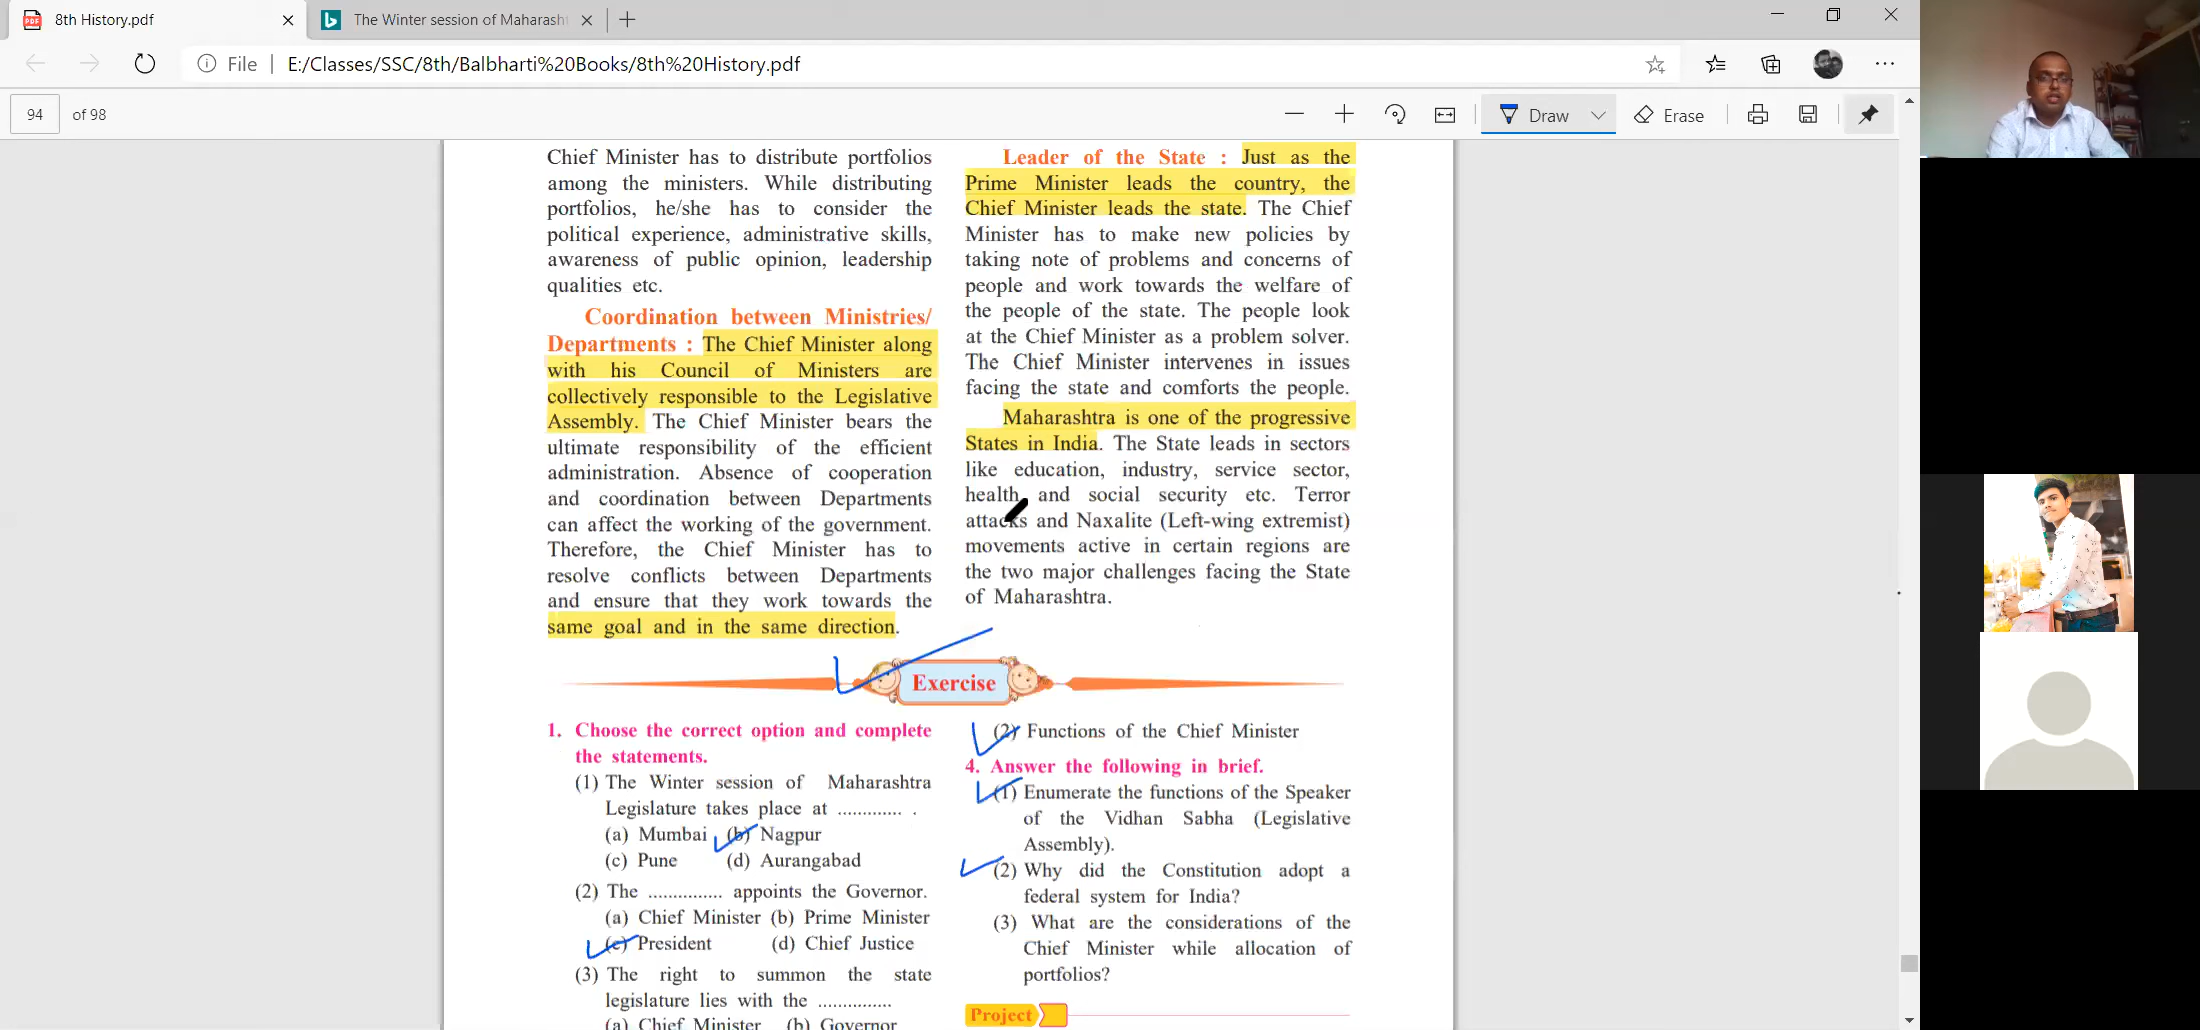 8th History.pdf
The Winter session of Maharasht
File
E:/Classes/SSC/8th/Balbharti%20Books/8th%20History.pdf
94 of 98
Draw
Erase
Chief Minister has to distribute portfolios
among the ministers. While distributing
portfolios, he/she has to consider the
political experience, administrative skills,
awareness of public opinion, leadership
qualities etc.
Coordination between Ministries/
Departments : The Chief Minister along
with his Council of Ministers are
collectively responsible to the Legislative
Assembly. The Chief Minister bears the
ultimate responsibility of the efficient
administration. Absence of cooperation
and coordination between Departments
can affect the working of the government.
Therefore, the Chief Minister has to
resolve conflicts between Departments
and ensure that they work towards the
same goal and in the same direction.
Leader of the State : Just as the
Prime Minister leads the country, the
Chief Minister leads the state. The Chief
Minister has to make new policies by
taking note of problems and concerns of
people and work towards the welfare of
the people of the state. The people look
at the Chief Minister as a problem solver.
The Chief Minister intervenes in issues
facing the state and comforts the people.
Maharashtra is one of the progressive
States in India. The State leads in sectors
like education, industry, service sector,
health, and social security etc. Terror
attacks and Naxalite (Left-wing extremist)
movements active in certain regions are
the two major challenges facing the State
of Maharashtra.
Exercise
1. Choose the correct option and complete
the statements.
(1) The Winter session of Maharashtra
Legislature takes place at ............. .
(a) Mumbai (b) Nagpur
(c) Pune (d) Aurangabad
(2) The ............... appoints the Governor.
(a) Chief Minister (b) Prime Minister
(c) President (d) Chief Justice
(3) The right to summon the state
legislature lies with the ...............
(a) Chief Minister (b) Governor
(2) Functions of the Chief Minister
4. Answer the following in brief.
(1) Enumerate the functions of the Speaker
of the Vidhan Sabha (Legislative
Assembly).
(2) Why did the Constitution adopt a
federal system for India?
(3) What are the considerations of the
Chief Minister while allocation of
portfolios?
Project